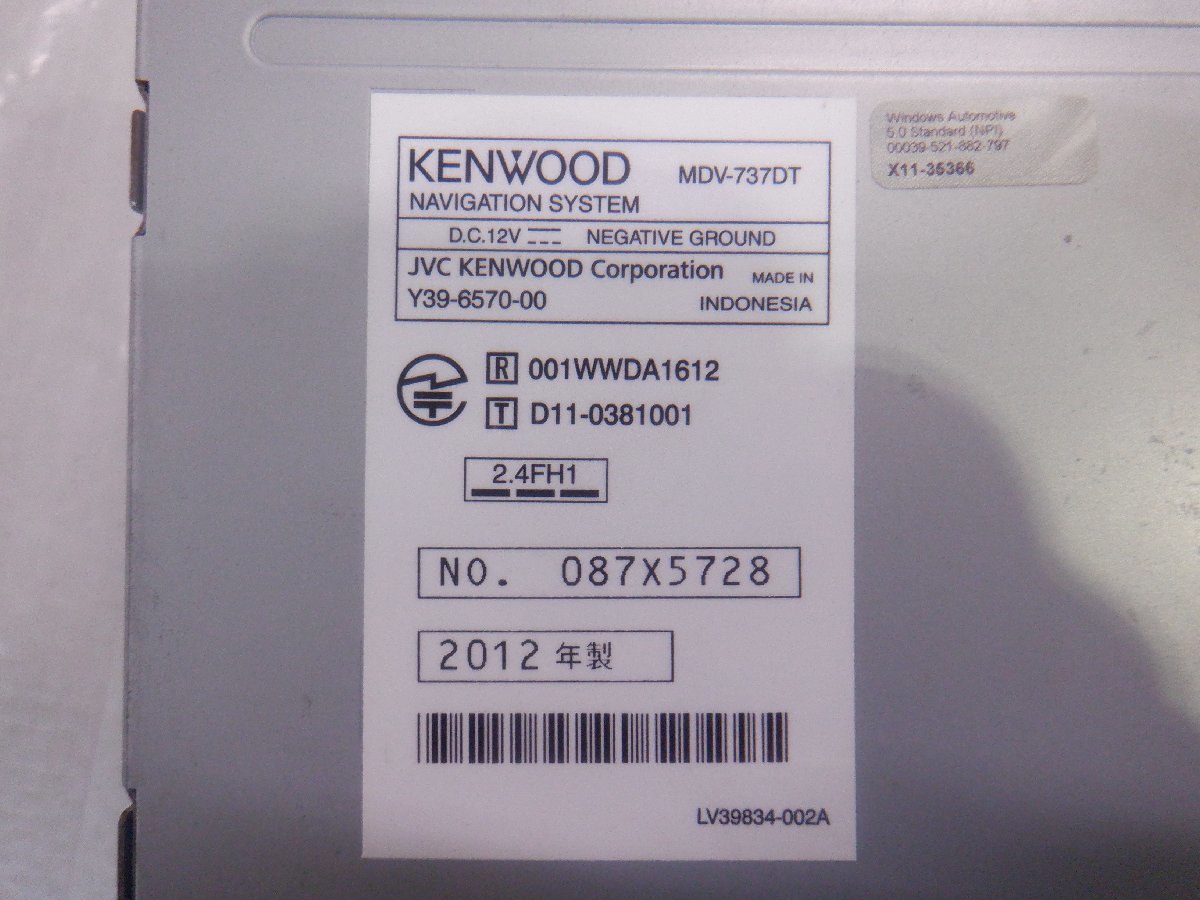 KENWOOD MDV-737DT
NAVIGATION SYSTEM
D.C.12V NEGATIVE GROUND
JVC KENWOOD Corporation MADE IN
Y39-6570-00 INDONESIA
R 001WWDA1612
T D11-0381001
2.4FH1
NO. 087X5728
2012 年製
LV39834-002A
Windows Automotive
5.0 Standard (NPI)
00039-521-882-797
X11-35366